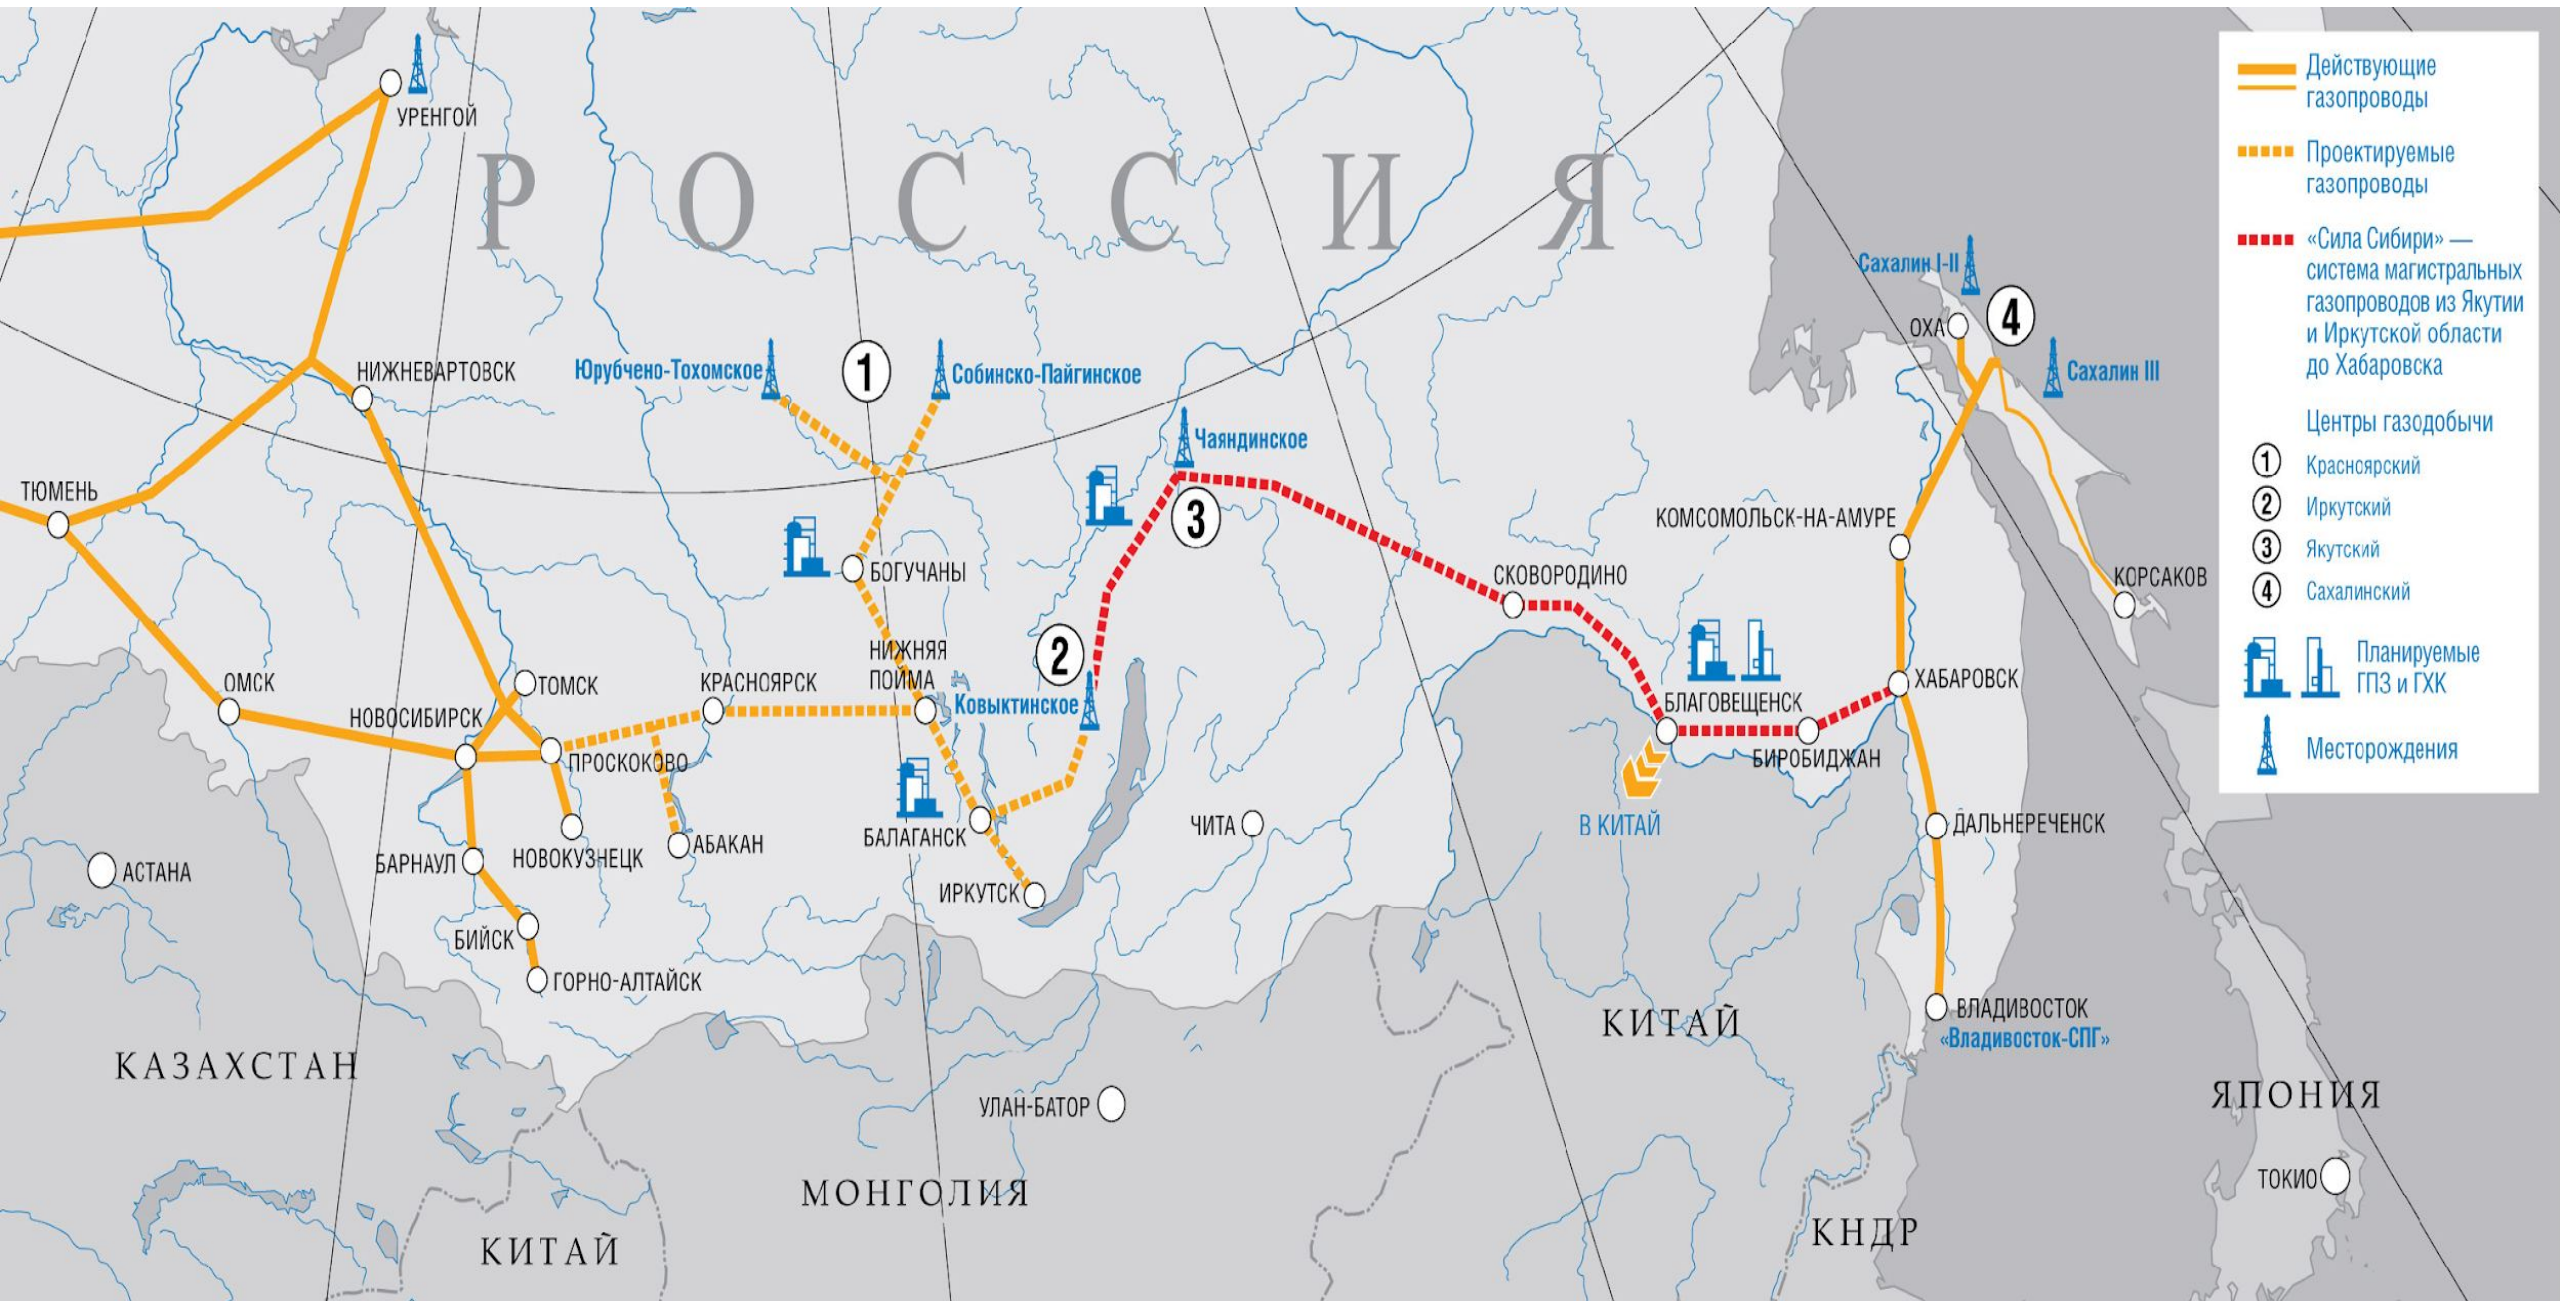 УРЕНГОЙ
РОССИЯ
НИЖНЕВАРТОВСК
ТЮМЕНЬ
ОМСК
НОВОСИБИРСК
ТОМСК
ПРОСКОКОВО
БАРНАУЛ
НОВОКУЗНЕЦК
БИЙСК
ГОРНО-АЛТАЙСК
АБАКАН
КРАСНОЯРСК
Юрубчено-Тохомское
1
Собинско-Пайгинское
БОГУЧАНЫ
НИЖНЯЯ
ПОЙМА
Ковыктинское
2
БАЛАГАНСК
ИРКУТСК
ЧИТА
Чаяндинское
3
СКОВОРОДИНО
БЛАГОВЕЩЕНСК
В КИТАЙ
БИРОБИДЖАН
КОМСОМОЛЬСК-НА-АМУРЕ
ХАБАРОВСК
ДАЛЬНЕРЕЧЕНСК
ВЛАДИВОСТОК
«Владивосток-СПГ»
Сахалин I-II
ОХА
4
Сахалин III
КОРСАКОВ
АСТАНА
КАЗАХСТАН
КИТАЙ
МОНГОЛИЯ
УЛАН-БАТОР
КИТАЙ
КНДР
ЯПОНИЯ
ТОКИО
Действующие
газопроводы
Проектируемые
газопроводы
«Сила Сибири» —
система магистральных
газопроводов из Якутии
и Иркутской области
до Хабаровска
Центры газодобычи
1 Красноярский
2 Иркутский
3 Якутский
4 Сахалинский
Планируемые
ГПЗ и ГХК
Месторождения